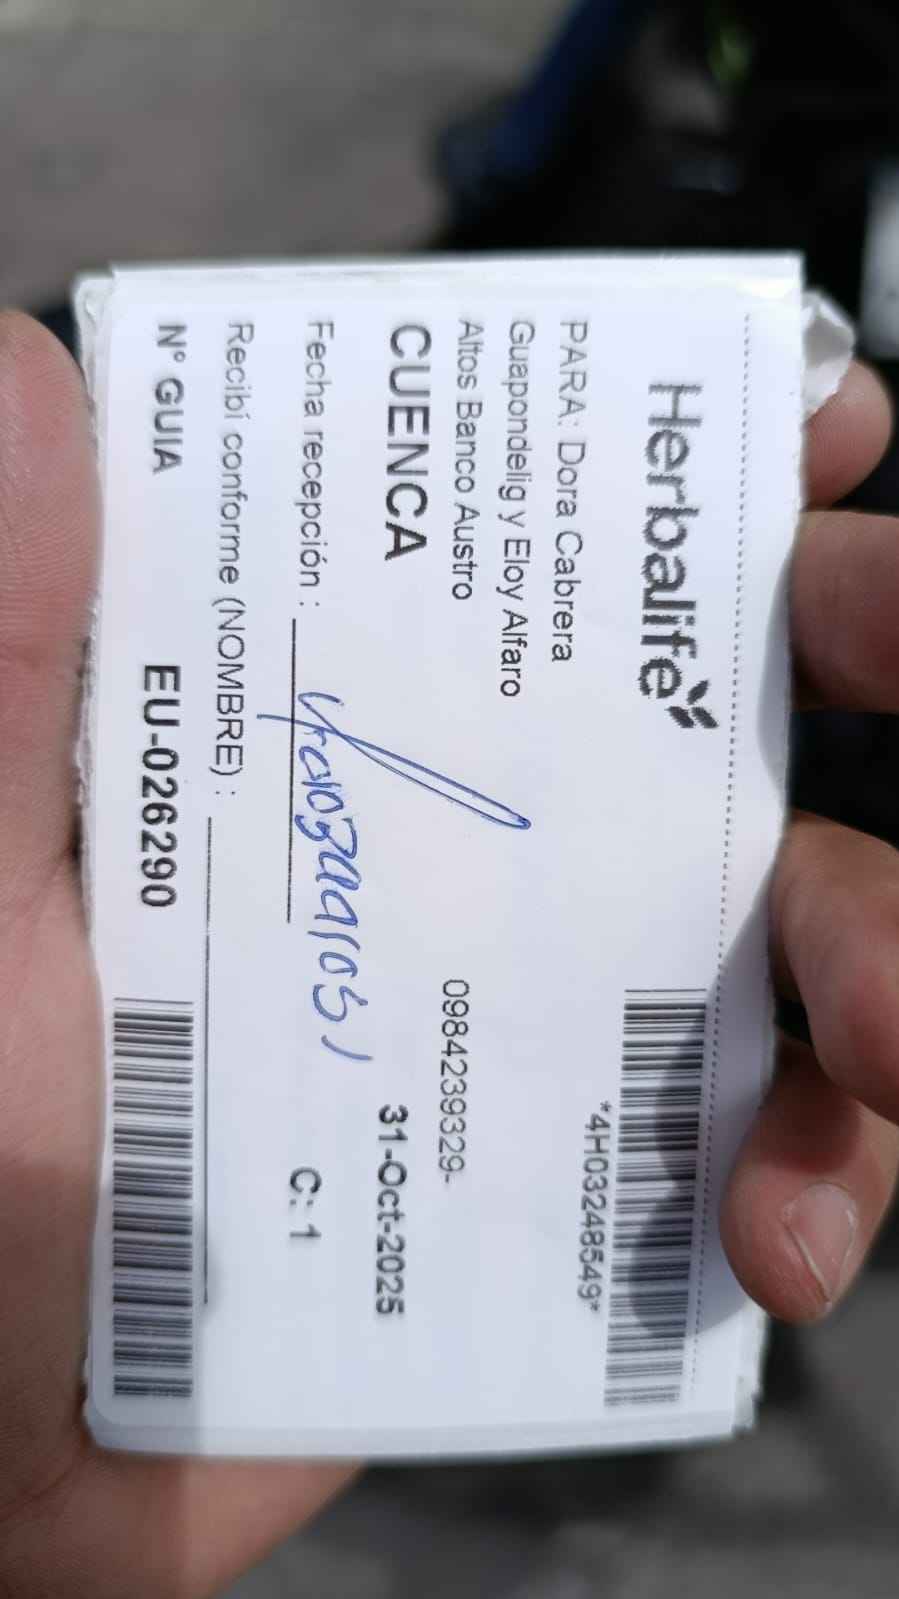 Herbalife
*4H03248549*
PARA: Dora Cabrera
Guapondelig y Eloy Alfaro
Altos Banco Austro
0984239329-
CUENCA
31-Oct-2025
Fecha recepción :
C: 1
Recibí conforme (NOMBRE) :
N° GUIA
EU-026290